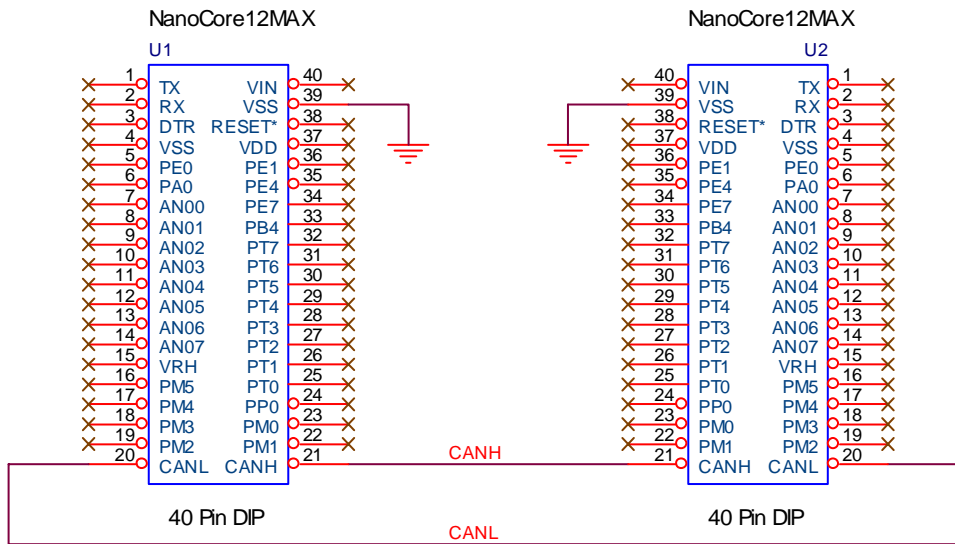 NanoCore12MAX NanoCore12MAX
U1 U2
1 TX VIN 40 40 VIN TX 1
2 RX VSS 39 39 VSS RX 2
3 DTR RESET* 38 38 RESET* DTR 3
4 VSS VDD 37 37 VDD VSS 4
5 PE0 PE1 36 36 PE1 PE0 5
6 PA0 PE4 35 35 PE4 PA0 6
7 AN00 PE7 34 34 PE7 AN00 7
8 AN01 PB4 33 33 PB4 AN01 8
9 AN02 PT7 32 32 PT7 AN02 9
10 AN03 PT6 31 31 PT6 AN03 10
11 AN04 PT5 30 30 PT5 AN04 11
12 AN05 PT4 29 29 PT4 AN05 12
13 AN06 PT3 28 28 PT3 AN06 13
14 AN07 PT2 27 27 PT2 AN07 14
15 VRH PT1 26 26 PT1 VRH 15
16 PM5 PT0 25 25 PT0 PM5 16
17 PM4 PP0 24 24 PP0 PM4 17
18 PM3 PM0 23 23 PM0 PM3 18
19 PM2 PM1 22 22 PM1 PM2 19
20 CANL CANH 21 CANH 21 CANH CANL 20
40 Pin DIP 40 Pin DIP
CANL